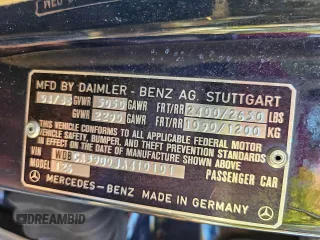 MFD BY DAIMLER - BENZ AG. STUTTGART
GVWR 5050 GAWR FRT/RR 2400/2650 LBS
GVWR 2290 GAWR FRT/RR 1090/1200 KG
THIS VEHICLE CONFORMS TO ALL APPLICABLE FEDERAL MOTOR
VEHICLE SAFETY, BUMPER, AND THEFT PREVENTION STANDARDS
IN EFFECT ON THE DATE OF MANUFACTURE SHOWN ABOVE.
VIN
MODEL 126 PASSENGER CAR
MERCEDES-BENZ MADE IN GERMANY
DREAMBID